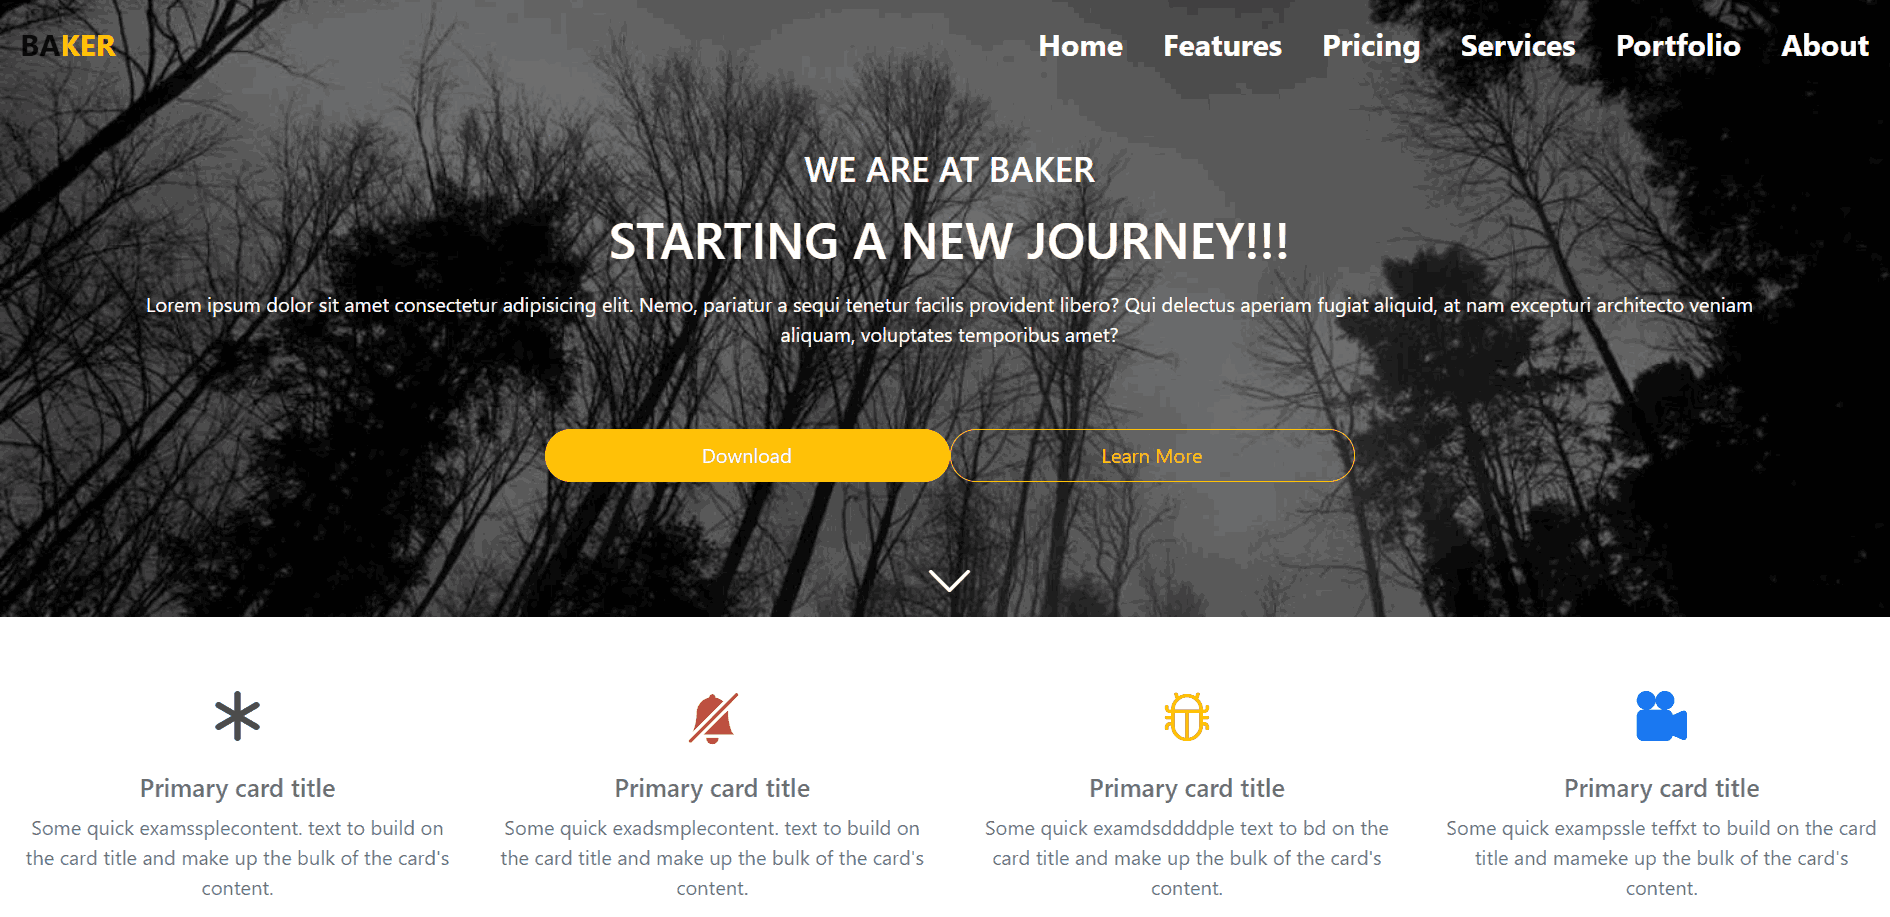 BAKER
Home Features Pricing Services Portfolio About
WE ARE AT BAKER
STARTING A NEW JOURNEY!!!
Lorem ipsum dolor sit amet consectetur adipisicing elit. Nemo, pariatur a sequi tenetur facilis provident libero? Qui delectus aperiam fugiat aliquid, at nam excepturi architecto veniam
aliquam, voluptates temporibus amet?
Download
Learn More
Primary card title
Some quick examssplecontent. text to build on
the card title and make up the bulk of the card's
content.
Primary card title
Some quick exadsmplecontent. text to build on
the card title and make up the bulk of the card's
content.
Primary card title
Some quick examdsddddple text to bd on the
card title and make up the bulk of the card's
content.
Primary card title
Some quick exampssle teffxt to build on the card
title and mameke up the bulk of the card's
content.